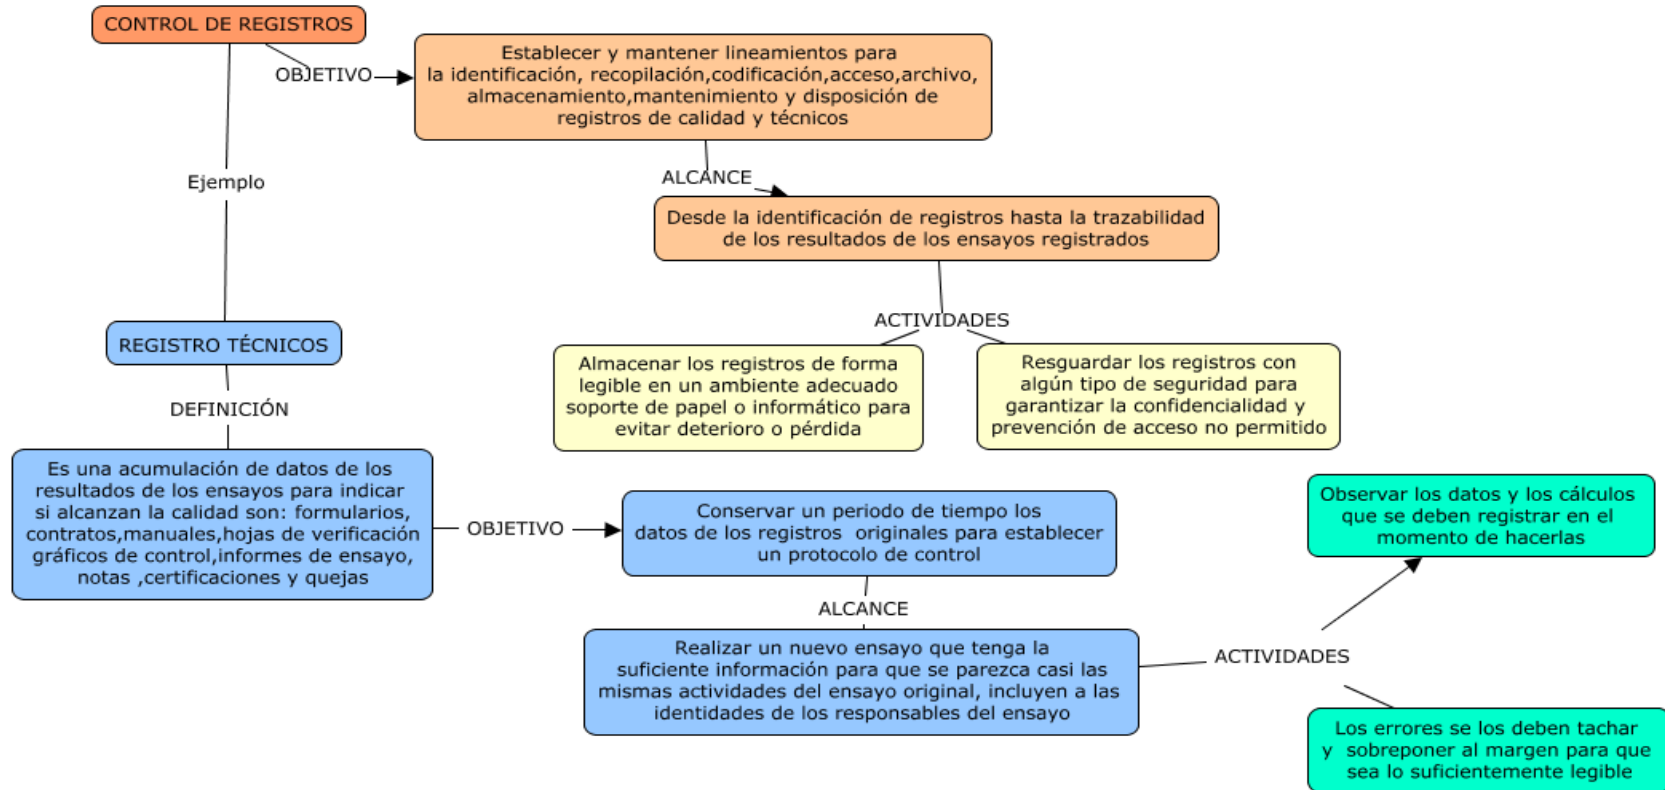 CONTROL DE REGISTROS
OBJETIVO
Establecer y mantener lineamientos para
la identificación, recopilación,codificación,acceso,archivo,
almacenamiento,mantenimiento y disposición de
registros de calidad y técnicos
ALCANCE
Desde la identificación de registros hasta la trazabilidad
de los resultados de los ensayos registrados
ACTIVIDADES
Almacenar los registros de forma
legible en un ambiente adecuado
soporte de papel o informático para
evitar deterioro o pérdida
Resguardar los registros con
algún tipo de seguridad para
garantizar la confidencialidad y
prevención de acceso no permitido
Ejemplo
REGISTRO TÉCNICOS
DEFINICIÓN
Es una acumulación de datos de los
resultados de los ensayos para indicar
si alcanzan la calidad son: formularios,
contratos,manuales,hojas de verificación
gráficos de control,informes de ensayo,
notas ,certificaciones y quejas
OBJETIVO
Conservar un periodo de tiempo los
datos de los registros originales para establecer
un protocolo de control
ALCANCE
Realizar un nuevo ensayo que tenga la
suficiente información para que se parezca casi las
mismas actividades del ensayo original, incluyen a las
identidades de los responsables del ensayo
ACTIVIDADES
Observar los datos y los cálculos
que se deben registrar en el
momento de hacerlas
Los errores se los deben tachar
y sobreponer al margen para que
sea lo suficientemente legible